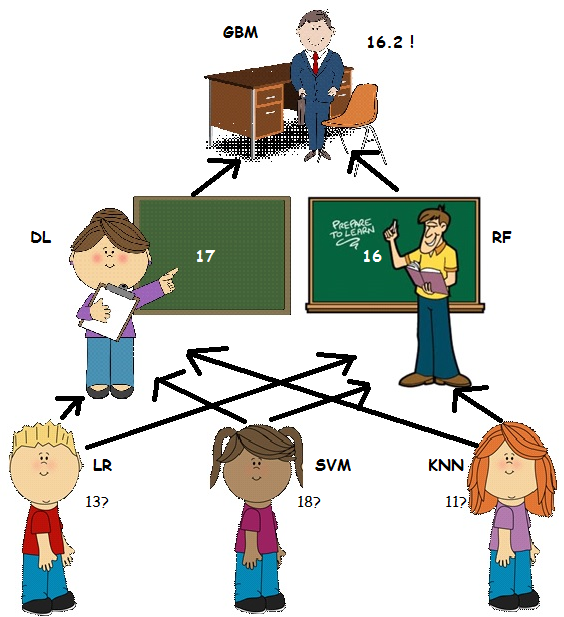 GBM
16.2 !
DL
17
PREPARE
TO LEARN
16
RF
LR
SVM
KNN
13?
18?
11?